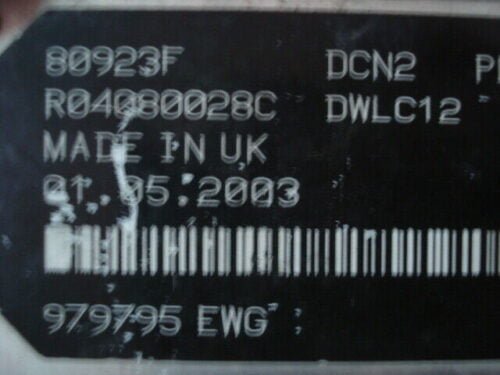 80923F DCN2
R04080028C DWLC12
MADE IN UK
01.05:2003
979795 EWG :